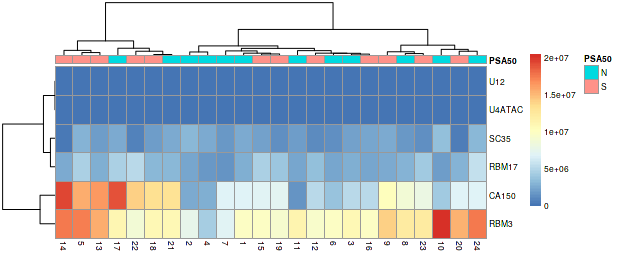 PSA50
U12
U4ATAC
SC35
RBM17
CA150
RBM3
14 5 13 17 22 18 21 2 4 7 1 15 19 11 12 6 3 16 9 8 23 10 20 24
2e+07
1.5e+07
1e+07
5e+06
0
PSA50
N
S